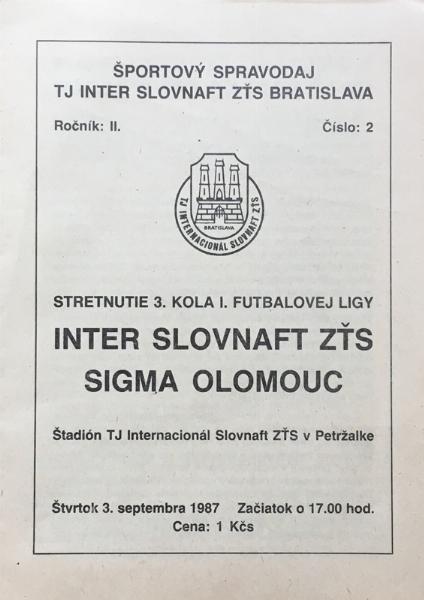 ŠPORTOVÝ SPRAVODAJ
TJ INTER SLOVNAFT ZŤS BRATISLAVA
Ročník: II. Číslo: 2
TJ INTERNACIONÁL SLOVNAFT ZŤS
BRATISLAVA
STRETNUTIE 3. KOLA I. FUTBALOVEJ LIGY
INTER SLOVNAFT ZŤS
SIGMA OLOMOUC
Štadión TJ Internacionál Slovnaft ZŤS v Petržalke
Štvrtok 3. septembra 1987 Začiatok o 17.00 hod.
Cena: 1 Kčs